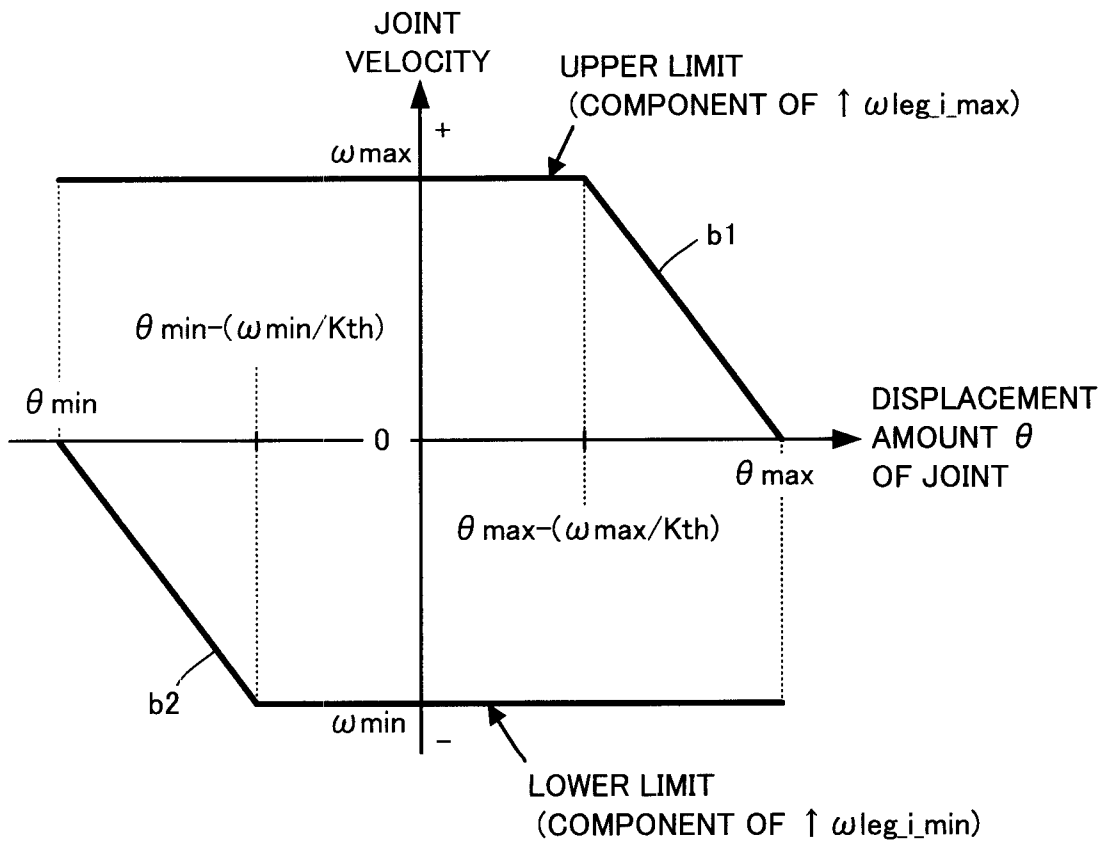 JOINT
VELOCITY
UPPER LIMIT
(COMPONENT OF ↑ ωleg_i_max)
+
ωmax
b1
θmin-(ωmin/Kth)
θmin
0
DISPLACEMENT
AMOUNT θ
OF JOINT
θmax
θmax-(ωmax/Kth)
b2
ωmin
-
LOWER LIMIT
(COMPONENT OF ↑ ωleg_i_min)